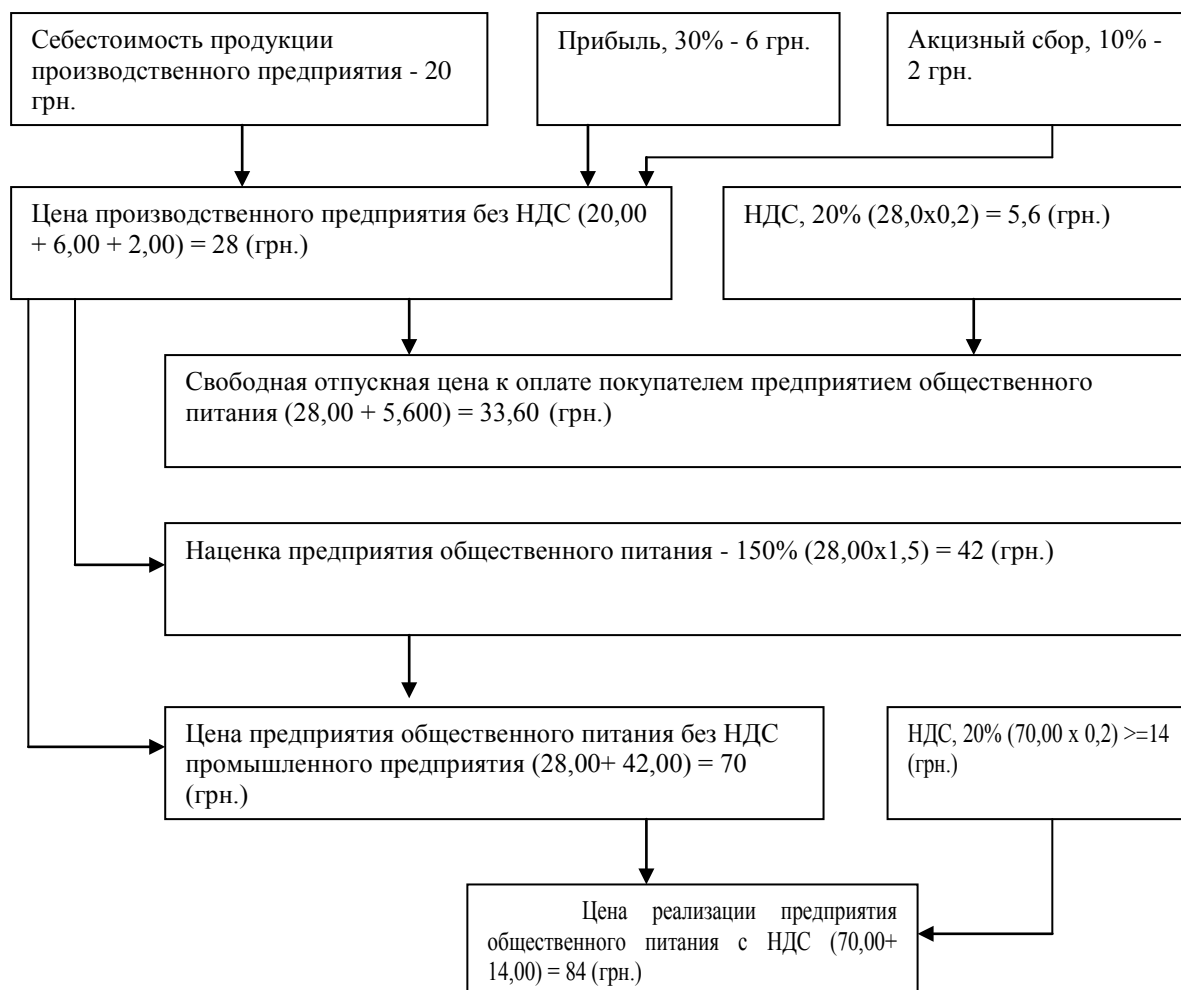 Себестоимость продукции
производственного предприятия - 20
грн.
Прибыль, 30% - 6 грн.
Акцизный сбор, 10% -
2 грн.
Цена производственного предприятия без НДС (20,00
+ 6,00 + 2,00) = 28 (грн.)
НДС, 20% (28,0х0,2) = 5,6 (грн.)
Свободная отпускная цена к оплате покупателем предприятием общественного
питания (28,00 + 5,600) = 33,60 (грн.)
Наценка предприятия общественного питания - 150% (28,00х1,5) = 42 (грн.)
Цена предприятия общественного питания без НДС
промышленного предприятия (28,00+ 42,00) = 70
(грн.)
НДС, 20% (70,00 х 0,2) >=14
(грн.)
Цена реализации предприятия
общественного питания с НДС (70,00+
14,00) = 84 (грн.)